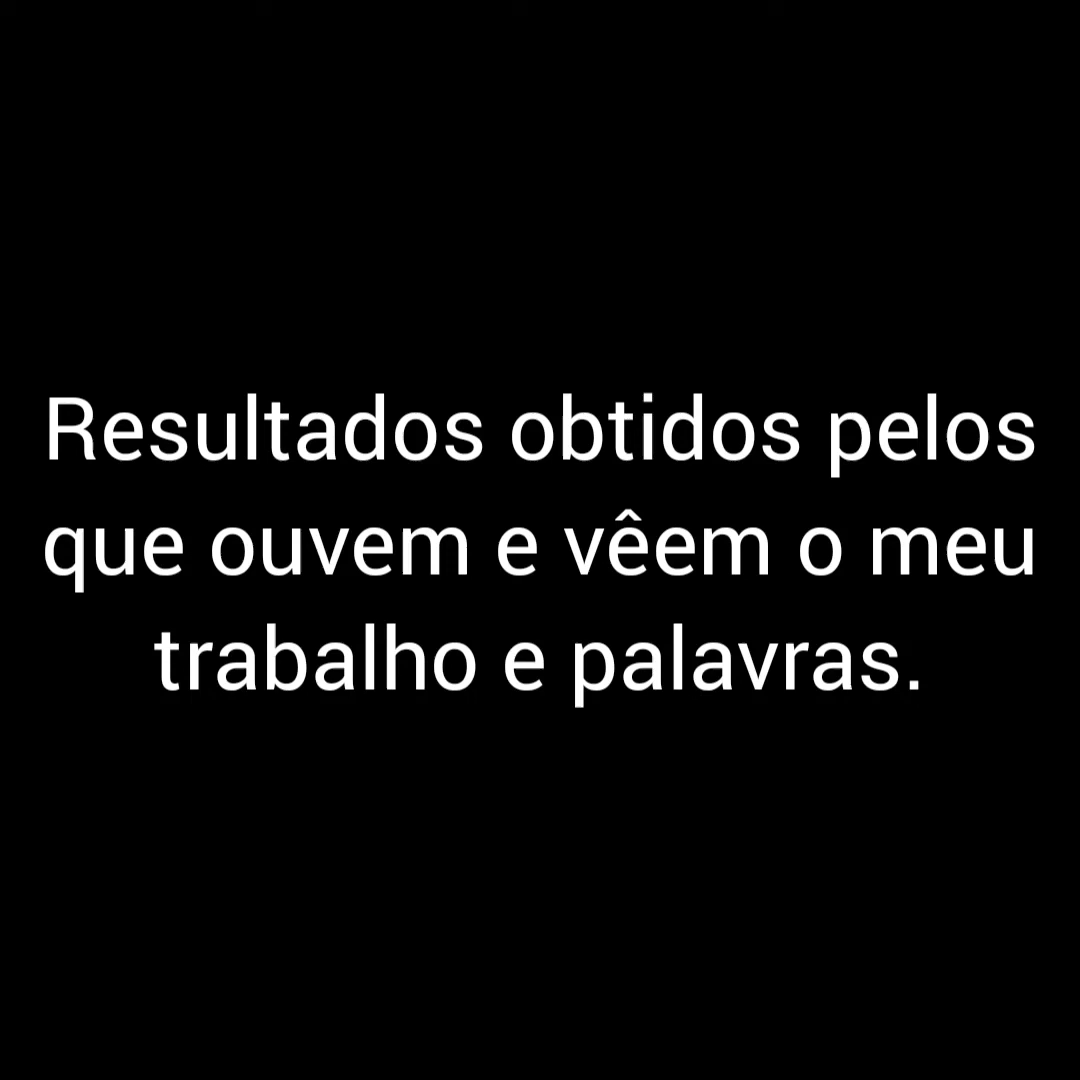 Resultados obtidos pelos
que ouvem e vêem o meu
trabalho e palavras.